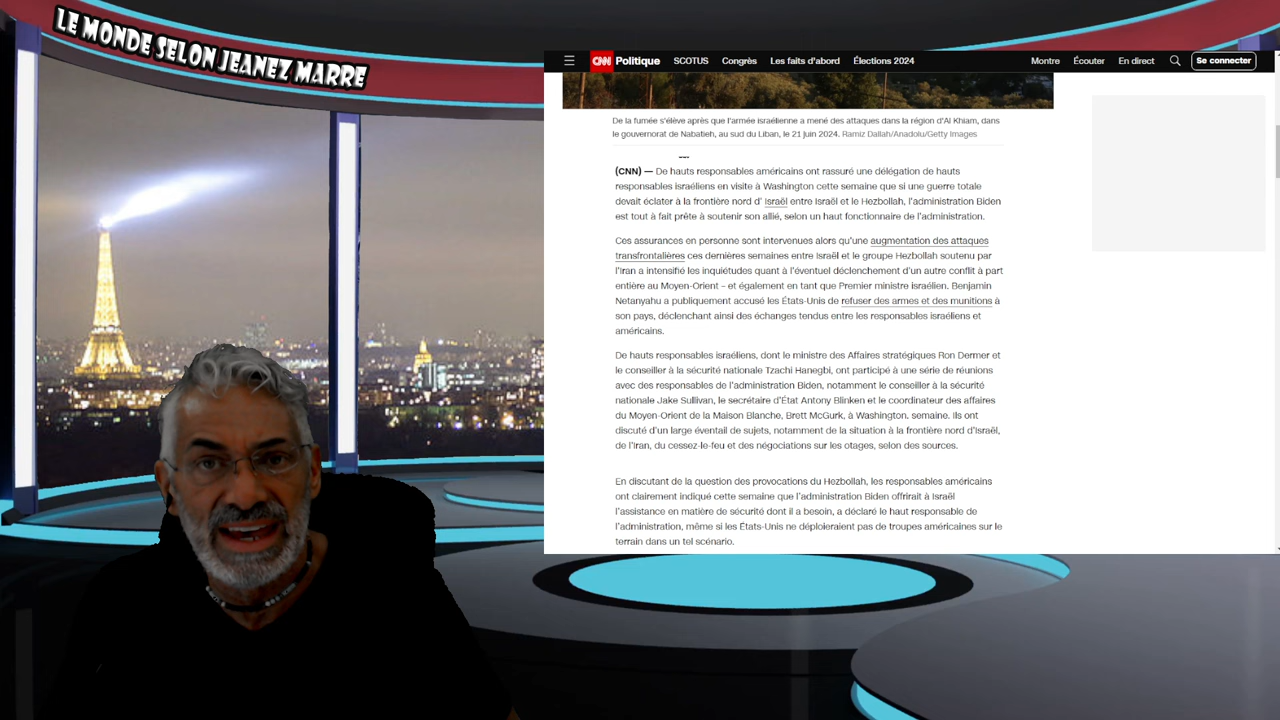 LE MONDE SELON JEANEZ MARRE
CNN Politique SCOTUS Congrès Les faits d'abord Élections 2024 Montre Écouter En direct Se connecter
De la fumée s'élève après que l'armée israélienne a mené des attaques dans la région d'Al Khiam, dans
le gouvernorat de Nabatieh, au sud du Liban, le 21 juin 2024. Ramiz Dallah/Anadolu/Getty Images
(CNN) — De hauts responsables américains ont rassuré une délégation de hauts
responsables israéliens en visite à Washington cette semaine que si une guerre totale
devait éclater à la frontière nord d' Israël entre Israël et le Hezbollah, l'administration Biden
est tout à fait prête à soutenir son allié, selon un haut fonctionnaire de l'administration.
Ces assurances en personne sont intervenues alors qu'une augmentation des attaques
transfrontalières ces dernières semaines entre Israël et le groupe Hezbollah soutenu par
l'Iran a intensifié les inquiétudes quant à l'éventuel déclenchement d'un autre conflit à part
entière au Moyen-Orient – et également en tant que Premier ministre israélien. Benjamin
Netanyahu a publiquement accusé les États-Unis de refuser des armes et des munitions à
son pays, déclenchant ainsi des échanges tendus entre les responsables israéliens et
américains.
De hauts responsables israéliens, dont le ministre des Affaires stratégiques Ron Dermer et
le conseiller à la sécurité nationale Tzachi Hanegbi, ont participé à une série de réunions
avec des responsables de l'administration Biden, notamment le conseiller à la sécurité
nationale Jake Sullivan, le secrétaire d'État Antony Blinken et le coordinateur des affaires
du Moyen-Orient de la Maison Blanche, Brett McGurk, à Washington. semaine. Ils ont
discuté d'un large éventail de sujets, notamment de la situation à la frontière nord d'Israël,
de l'Iran, du cessez-le-feu et des négociations sur les otages, selon des sources.
En discutant de la question des provocations du Hezbollah, les responsables américains
ont clairement indiqué cette semaine que l'administration Biden offrirait à Israël
l'assistance en matière de sécurité dont il a besoin, a déclaré le haut responsable de
l'administration, même si les États-Unis ne déploieraient pas de troupes américaines sur le
terrain dans un tel scénario.